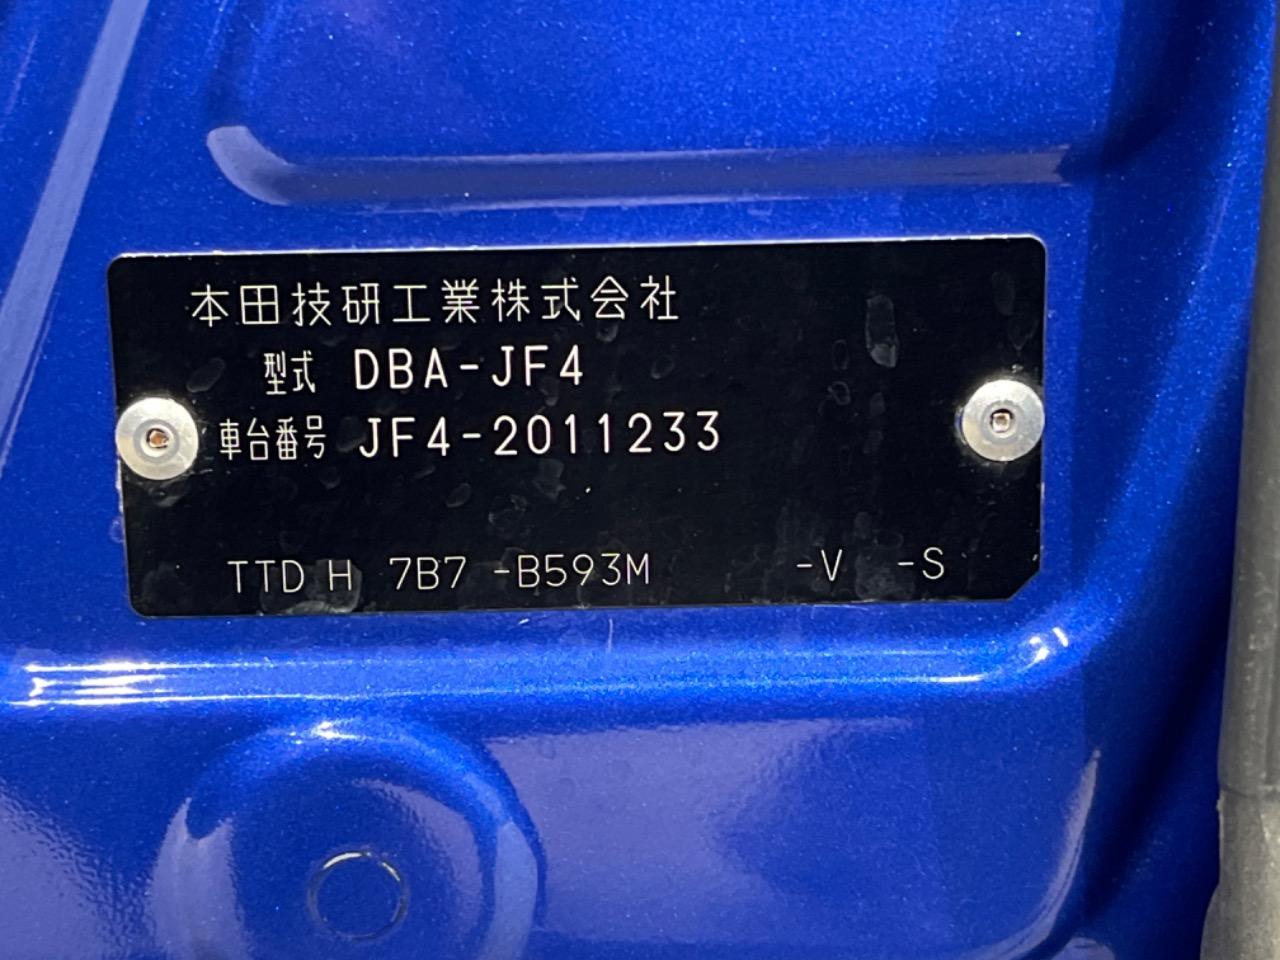 本田技研工業株式会社
型式 DBA-JF4
車台番号 JF4-2011233
TTD H 7B7 -B593M -V -S